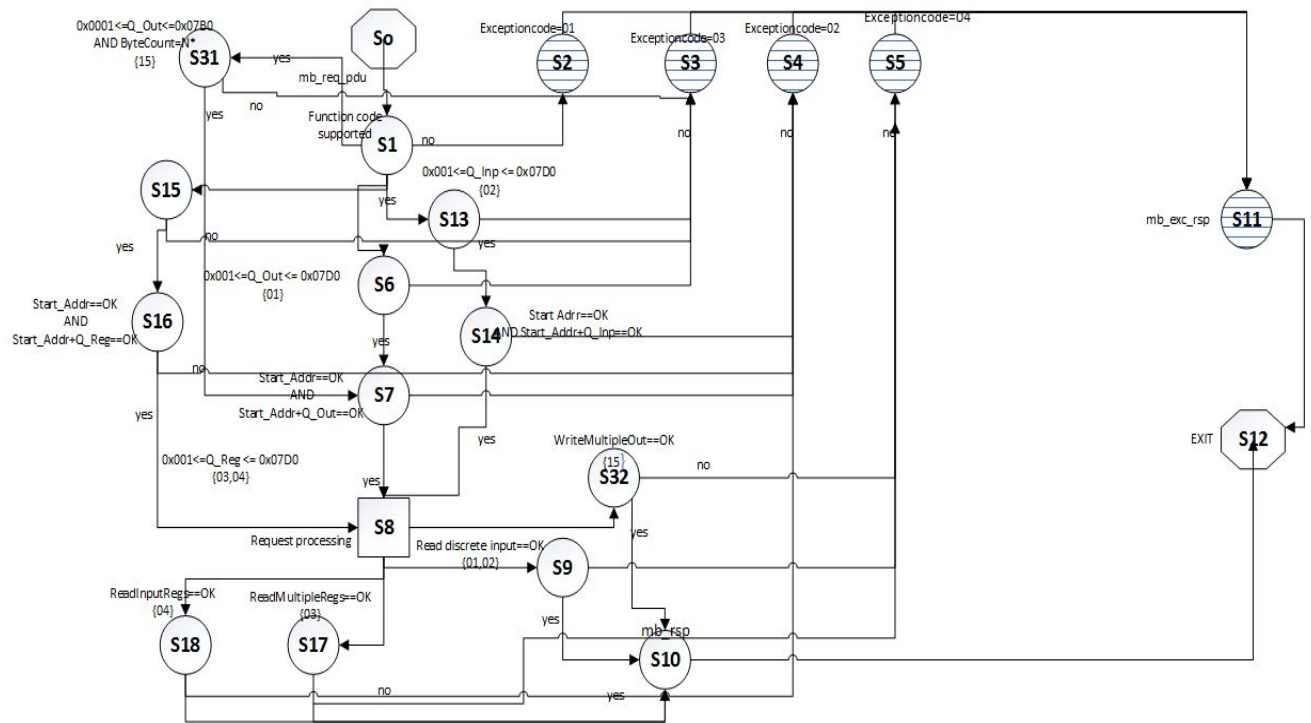 0x0001<=Q_Out<=0x07B0
AND ByteCount=N*
{15}
S31
yes
So
mb_req_pdu
Exceptioncode=01
S2
Exceptioncode=03
S3
Exceptioncode=02
S4
Exceptioncode=04
S5
yes
no
Function code
supported
S1
no
no
no
no
S15
yes
0x001<=Q_Inp <= 0x07D0
{02}
S13
yes
mb_exc_rsp
S11
yes
no
0x001<=Q_Out <= 0x07D0
{01}
S6
Start_Addr==OK
AND
Start_Addr+Q_Reg==OK
S16
Start Adrr==OK
AND Start_Addr+Q_Inp==OK
S14
yes
no
Start_Addr==OK
AND
Start_Addr+Q_Out==OK
S7
yes
yes
WriteMultipleOut==OK
{15}
S32
no
EXIT
S12
0x001<=Q_Reg <= 0x07D0
{03,04}
yes
S8
Request processing
yes
Read discrete input==OK
{01,02}
S9
ReadInputRegs==OK
{04}
S18
ReadMultipleRegs==OK
{03}
S17
yes
mb_rsp
S10
no
yes